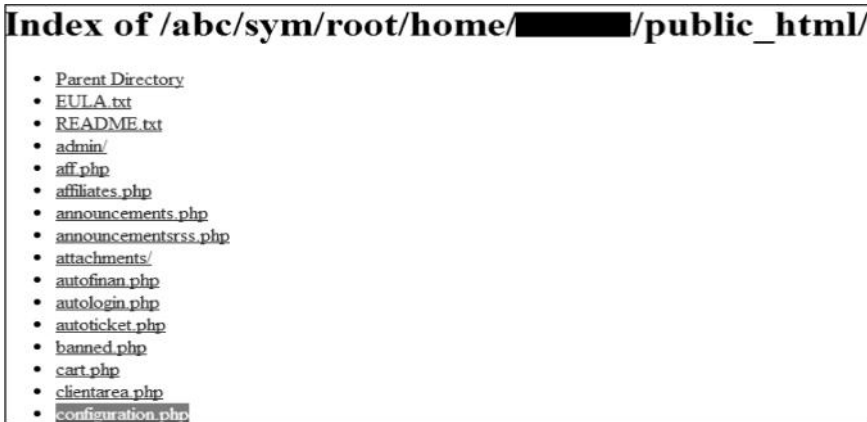 Index of /abc/sym/root/home/ /public_html/
Parent Directory
EULA.txt
README.txt
admin/
aff.php
affiliates.php
announcements.php
announcementsrss.php
attachments/
autofinan.php
autologin.php
autoticket.php
banned.php
cart.php
clientarea.php
configuration.php